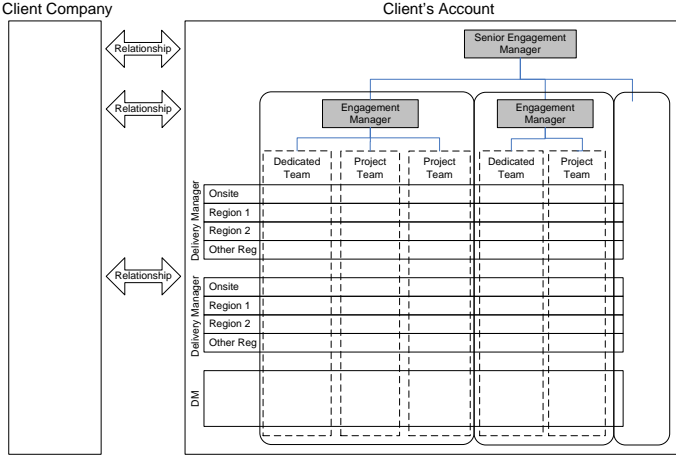 Client Company
Client's Account
Relationship
Senior Engagement
Manager
Relationship
Engagement
Manager
Engagement
Manager
Dedicated
Team
Project
Team
Project
Team
Dedicated
Team
Project
Team
Delivery Manager
Onsite
Region 1
Region 2
Other Reg
Relationship
Delivery Manager
Onsite
Region 1
Region 2
Other Reg
DM